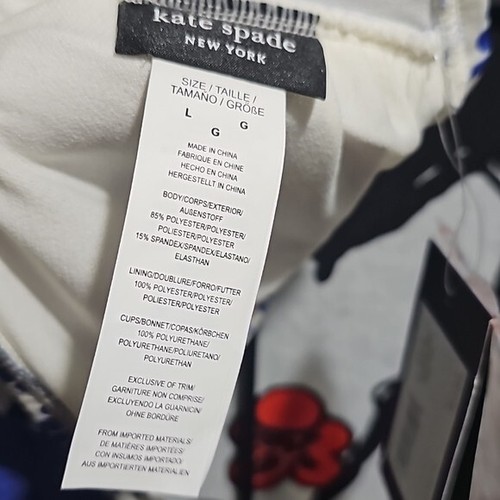 kate spade
NEW YORK
SIZE / TAILLE /
TAMAÑO / GRÖßE
L G
G
MADE IN CHINA
FABRIQUE EN CHINE
HECHO EN CHINA
HERGESTELLT IN CHINA
BODY/CORPS/EXTERIOR/
AUßENSTOFF
85% POLYESTER/POLYESTER/
POLIESTER/POLYESTER
15% SPANDEX/SPANDEX/ELASTANO/
ELASTHAN
LINING/DOUBLURE/FORRO/FUTTER
100% POLYESTER/POLYESTER/
POLIESTER/POLYESTER
CUPS/BONNET/COPAS/KÖRBCHEN
100% POLYURETHANE/
POLYURETHANE/POLIURETANO/
POLYURETHAN
EXCLUSIVE OF TRIM/
GARNITURE NON COMPRISE/
EXCLUYENDO LA GUARNICIN/
OHNE BORDÜRE
FROM IMPORTED MATERIALS/
DE MATIÈRES IMPORTÉES/
CON INSUMOS IMPORTADO/
AUS IMPORTIERTEN MATERIALIEN